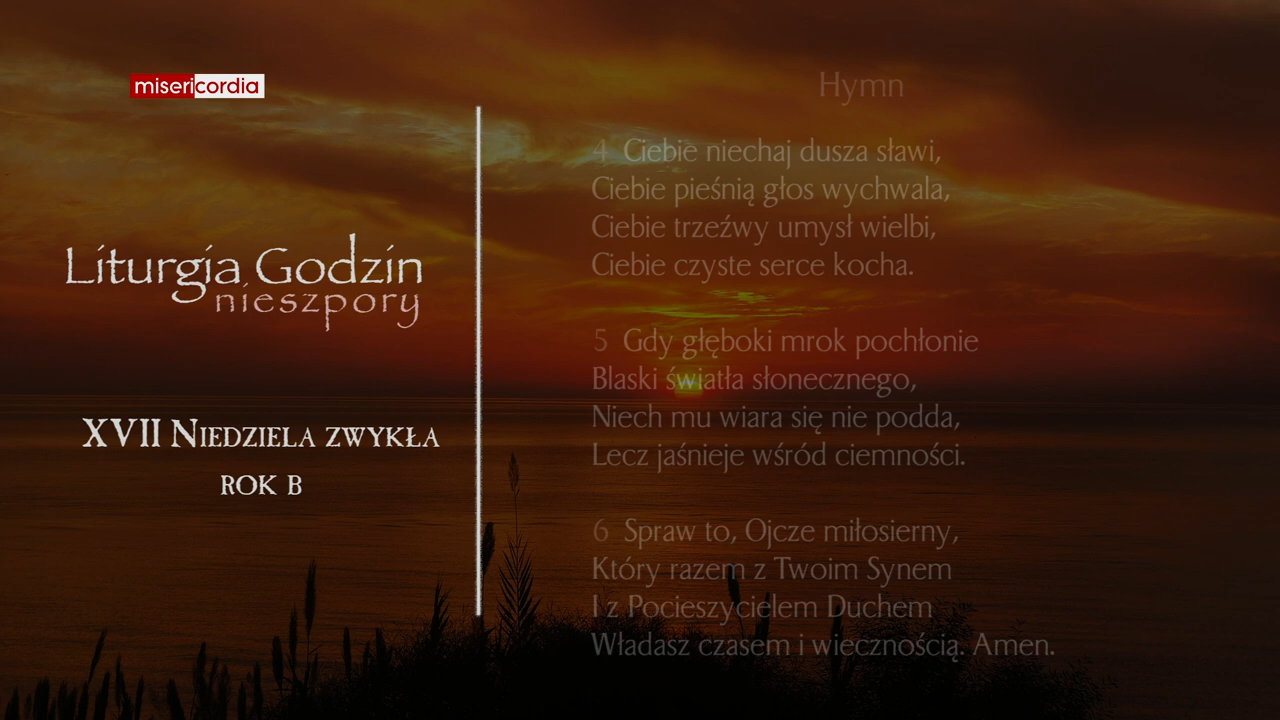 misericordia
Liturgia Godzin
nieszpory
XVII Niedziela zwykła
rok B
Hymn
4 Ciebie niechaj dusza sławi,
Ciebie pieśnią głos wychwala,
Ciebie trzeźwy umysł wielbi,
Ciebie czyste serce kocha.
5 Gdy głęboki mrok pochłonie
Blaski światła słonecznego,
Niech mu wiara się nie podda,
Lecz jaśnieje wśród ciemności.
6 Spraw to, Ojcze miłosierny,
Który razem z Twoim Synem
I z Pocieszycielem Duchem
Władasz czasem i wiecznością. Amen.